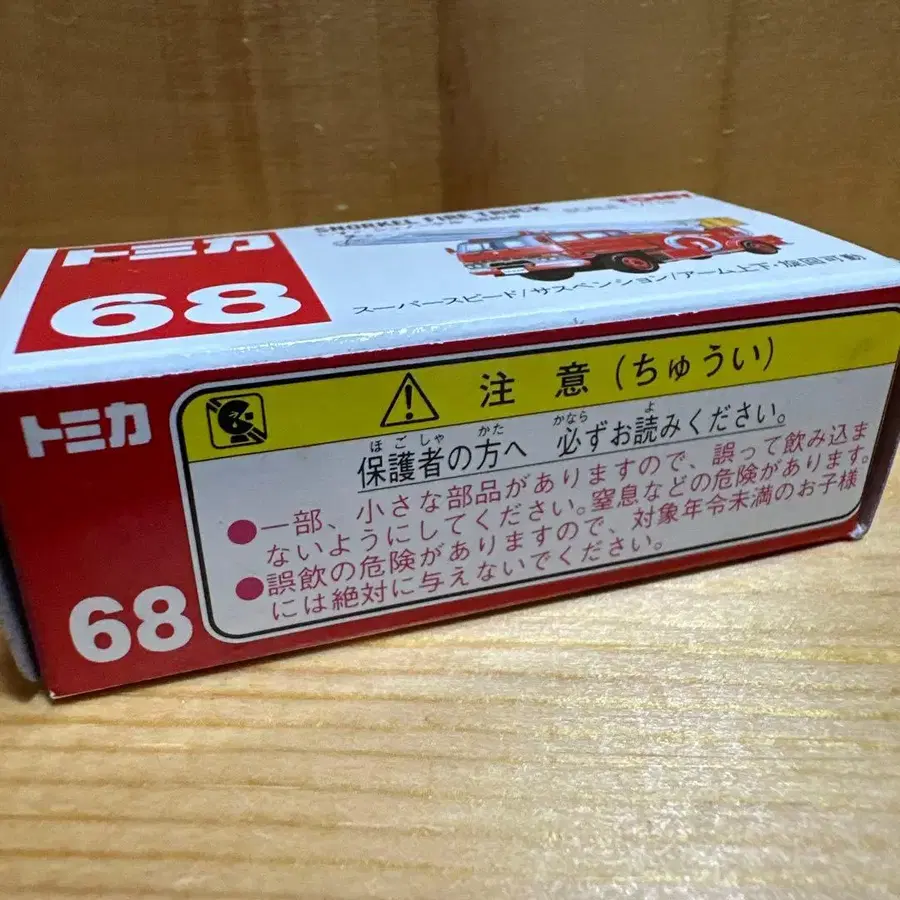 トミカ
68
SNORKEL FIRE TRUCK
TOMY
スーパースピード/サスペンション/アーム上下・旋回可動
トミカ
68
注意(ちゅうい)
保護者の方へ 必ずお読みください。
ほごしゃ かた かなら よ
●一部、小さな部品がありますので、誤って飲み込ま
ないようにしてください。窒息などの危険があります。
●誤飲の危険がありますので、対象年令未満のお子様
には絶対に与えないでください。